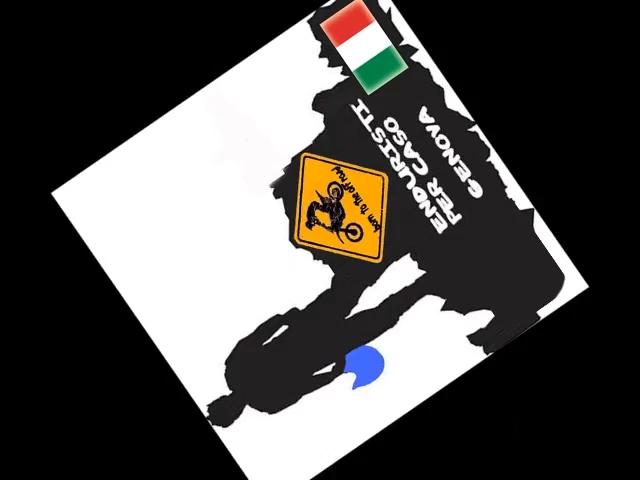 ENDURISTI
PER CASO
GENOVA
born to the off road